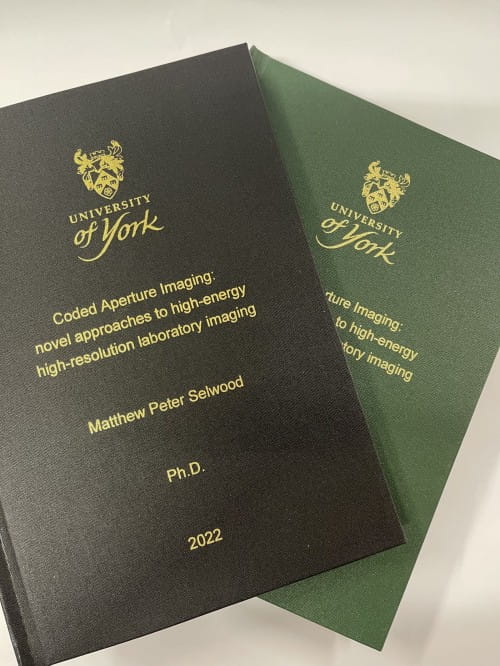 UNIVERSITY
of York
Coded Aperture Imaging:
novel approaches to high-energy
high-resolution laboratory imaging
Matthew Peter Selwood
Ph.D.
2022
UNIVERSITY
of York
Imaging:
to high-energy
imaging